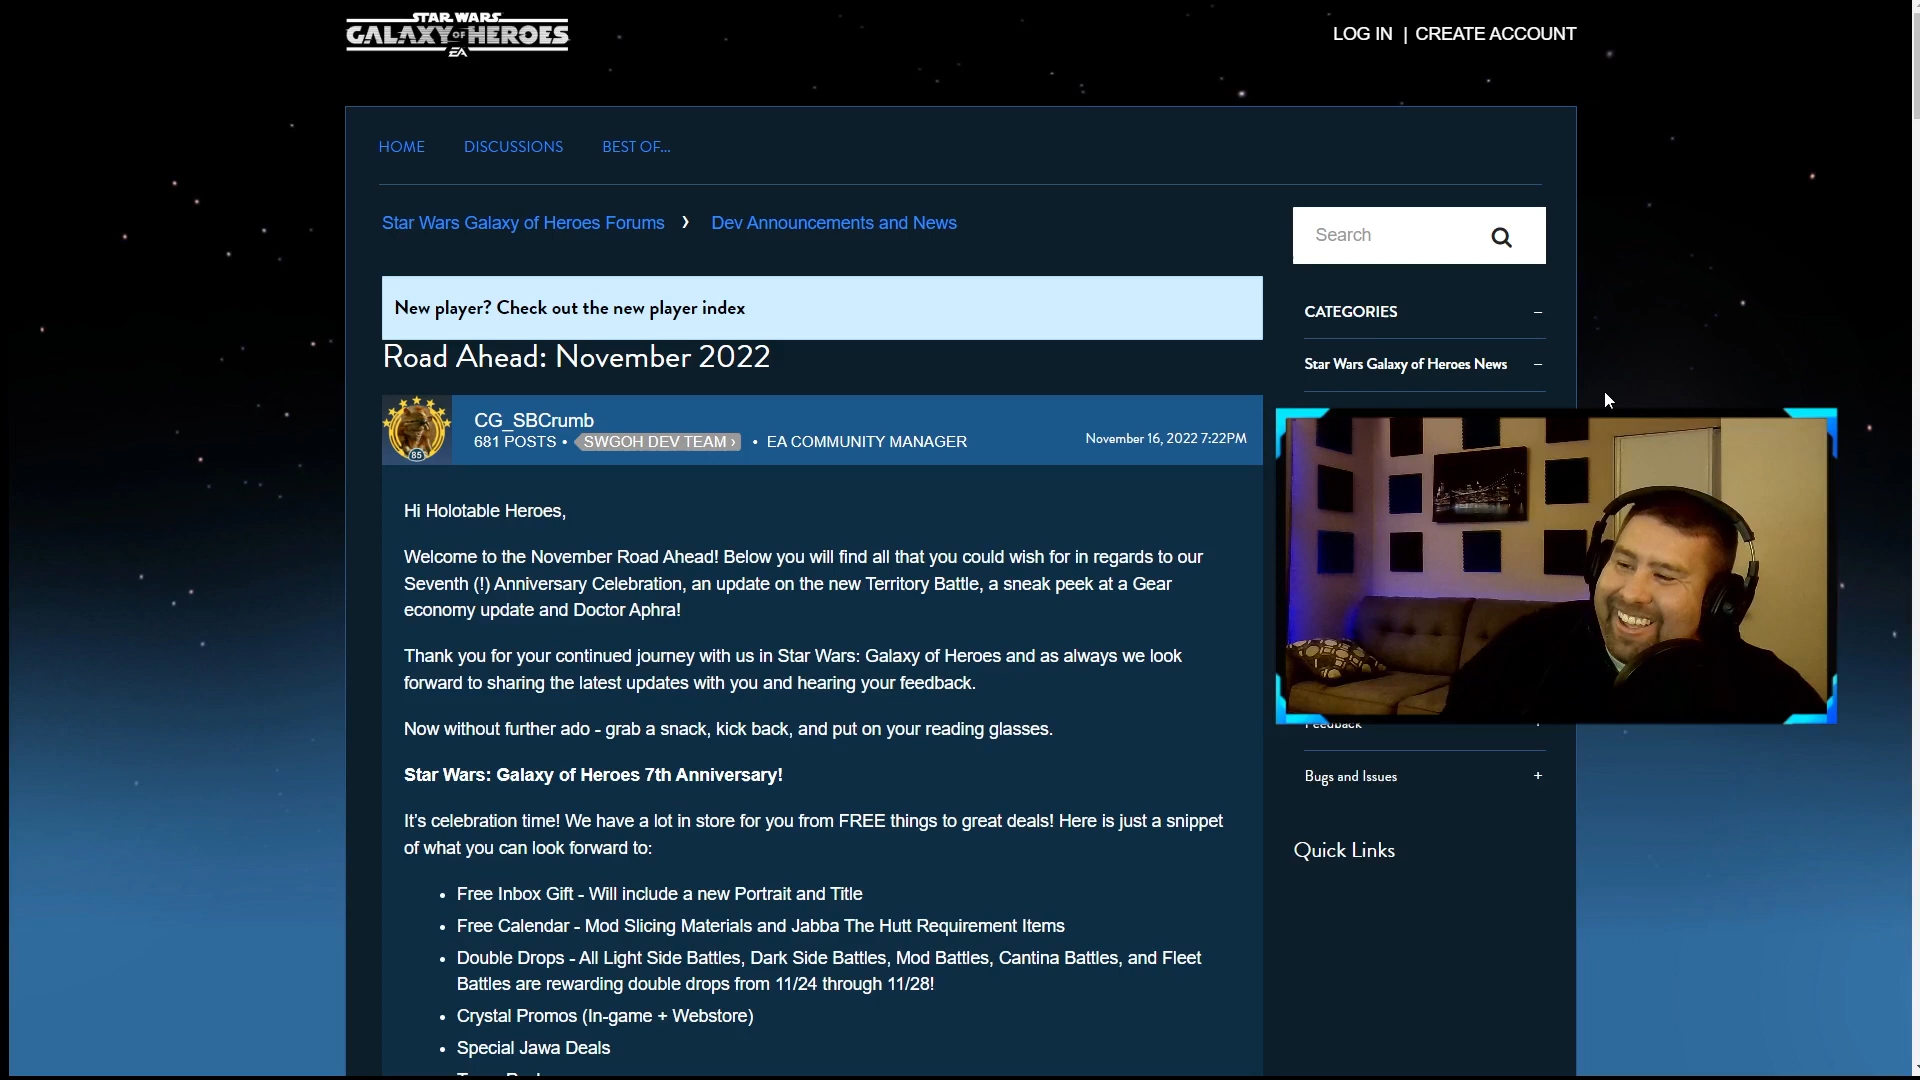 STAR WARS
GALAXY OF HEROES
EA
LOG IN | CREATE ACCOUNT
HOME DISCUSSIONS BEST OF...
Star Wars Galaxy of Heroes Forums › Dev Announcements and News
Search
New player? Check out the new player index
CATEGORIES –
Road Ahead: November 2022
Star Wars Galaxy of Heroes News –
CG_SBCrumb
681 POSTS • SWGOH DEV TEAM › • EA COMMUNITY MANAGER
November 16, 2022 7:22PM
85
Hi Holotable Heroes,
Welcome to the November Road Ahead! Below you will find all that you could wish for in regards to our
Seventh (!) Anniversary Celebration, an update on the new Territory Battle, a sneak peek at a Gear
economy update and Doctor Aphra!
Thank you for your continued journey with us in Star Wars: Galaxy of Heroes and as always we look
forward to sharing the latest updates with you and hearing your feedback.
Now without further ado - grab a snack, kick back, and put on your reading glasses.
Feedback
Star Wars: Galaxy of Heroes 7th Anniversary!
Bugs and Issues +
It's celebration time! We have a lot in store for you from FREE things to great deals! Here is just a snippet
of what you can look forward to:
Quick Links
• Free Inbox Gift - Will include a new Portrait and Title
• Free Calendar - Mod Slicing Materials and Jabba The Hutt Requirement Items
• Double Drops - All Light Side Battles, Dark Side Battles, Mod Battles, Cantina Battles, and Fleet
Battles are rewarding double drops from 11/24 through 11/28!
• Crystal Promos (In-game + Webstore)
• Special Jawa Deals